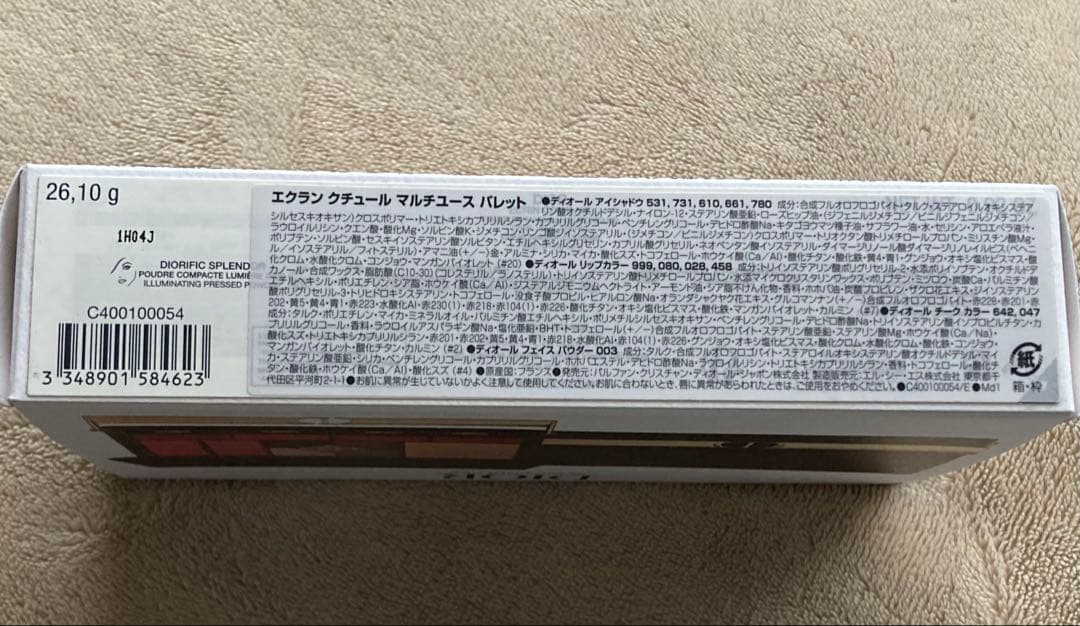 26,10 g
1H04J
DIORIFIC SPLEND
POUDRE COMPACTE LUMIÈ
ILLUMINATING PRESSED P
C400100054
3 348901 584623
エクラン クチュール マルチユース パレット ●ディオール アイシャドウ 531, 731, 610, 661, 780 成分:合成フルオロフロゴパイト・タルク・ステアロイルオキシステア
リン酸オクチルドデシル・ナイロン-12・ステアリン酸亜鉛・ローズヒップ油・(ジフェニルジメチコン/ビニルジフェニルジメチコン/
シルセスキオキサン)クロスポリマー・トリエトキシカプリリルシラン・カプリリルグリコール・ペンチレングリコール・デヒドロ酢酸Na・キタゴヨウマツ種子油・サフラワー油・水・セリシン・アロエベラ液汁・
ラウロイルリシン・クエン酸・酸化Mg・ソルビン酸K・ジメチコン・リンゴ酸ジイソステアリル・(ジメチコン/ビニルジメチコン)クロスポリマー・トリオクタン酸トリメチロールプロパン・ミリスチン酸Mg・
ポリブテン・ソルビン酸・セスキイソステアリン酸ソルビタン・エチルヘキシルグリセリン・カプリル酸グリセリル・ネオペンタン酸イソステアリル・ダイマージリノール酸ダイマージリノレイルビス(ベヘニ
ル/イソステアリル/フィトステリル)・アマニ油・(+/-)金・アルミナ・シリカ・マイカ・酸化スズ・トコフェロール・ホウケイ酸(Ca/Al)・酸化チタン・酸化鉄・黄4・青1・グンジョウ・オキシ塩化ビスマス・酸
化クロム・水酸化クロム・コンジョウ・マンガンバイオレット (#20) ●ディオール リップカラー 999, 080, 028, 458 成分:トリイソステアリン酸ポリグリセリル-2・水添ポリイソブテン・オクチルドデ
カノール・合成ワックス・脂肪酸(C10-30)(コレステリル/ラノステリル)・トリイソステアリン酸トリメチロールプロパン・水添マイクロクリスタリンワックス・ポリブテン・ミツロウ・炭酸Ca・パルミチン酸
エチルヘキシル・ポリエチレン・シア脂・ホウケイ酸(Ca/Al)・ジステアルジモニウムヘクトライト・アーモンド油・シア脂不けん化物・香料・ホホバ油・炭酸プロピレン・ザクロ花エキス・ジイソステアリン
酸ポリグリセリル-3・トリヒドロキシステアリン・トコフェロール・没食子酸プロピル・ヒアルロン酸Na・オランダシャクヤク花エキス・グルコマンナン (+/-)合成フルオロフロゴパイト・赤228・赤201・赤
202・黄5・黄4・青1・赤223・水酸化Al・赤230(1)・赤218・赤104(1)・赤226・酸化チタン・オキシ塩化ビスマス・酸化鉄・マンガンバイオレット・カルミン (#7) ●ディオール チーク カラー 642, 047
成分:タルク・ポリエチレン・マイカ・ミネラルオイル・パルミチン酸エチルヘキシル・ポリメチルシルセスキオキサン・ペンチレングリコール・デヒドロ酢酸Na・トリイソステアリン酸イソプロピルチタン・カ
プリリルグリコール・香料・ラウロイルアスパラギン酸Na・塩化亜鉛・BHT・トコフェロール(+/-)合成フルオロフロゴパイト・ステアリン酸亜鉛・ステアリン酸Mg・ホウケイ酸(Ca/Na)・
酸化スズ・トリエトキシカプリリルシラン・赤201・赤202・黄5・黄4・青1・赤218・水酸化Al・赤104(1)・赤226・グンジョウ・オキシ塩化ビスマス・酸化クロム・水酸化クロム・酸化鉄・コンジョウ・
マンガンバイオレット・酸化チタン・カルミン (#2) ●ディオール フェイス パウダー 003 成分:タルク・合成フルオロフロゴパイト・ステアロイルオキシステアリン酸オクチルドデシル・マイ
カ・ステアリン酸亜鉛・シリカ・ペンチレングリコール・カプリリルグリコール・ホホバエステル・デヒドロ酢酸Na・ラウロイルリシン・トリエトキシカプリリルシラン・香料・トコフェロール・酸化チ
タン・酸化鉄・ホウケイ酸(Ca/Al)・酸化スズ (#4) ●原産国:フランス ●発売元:パルファン・クリスチャン・ディオール・ジャポン株式会社 製造販売元:エル・シー・エス株式会社 東京都千
代田区平河町2-1-1 ●お肌に異常が生じていないかよく注意して使用してください。お肌に合わないとき、唇に異常があらわれたときは、ご使用をおやめください。●C400100054/E ●Md1
紙
箱・枠
DIOR